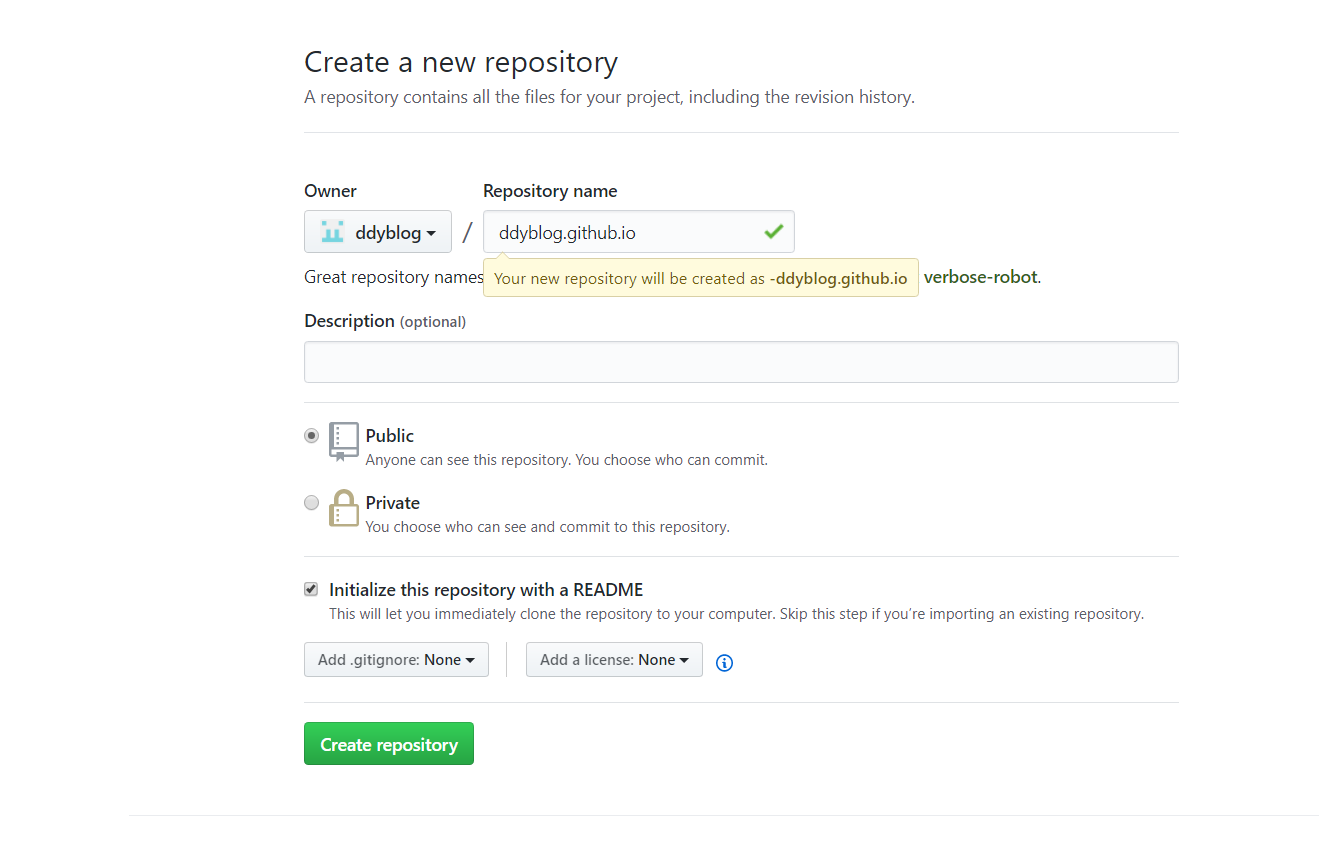 Create a new repository
A repository contains all the files for your project, including the revision history.
Owner
Repository name
ddyblog
/
ddyblog.github.io
Great repository names
Your new repository will be created as -ddyblog.github.io
verbose-robot.
Description (optional)
Public
Anyone can see this repository. You choose who can commit.
Private
You choose who can see and commit to this repository.
Initialize this repository with a README
This will let you immediately clone the repository to your computer. Skip this step if you’re importing an existing repository.
Add .gitignore: None
Add a license: None
Create repository